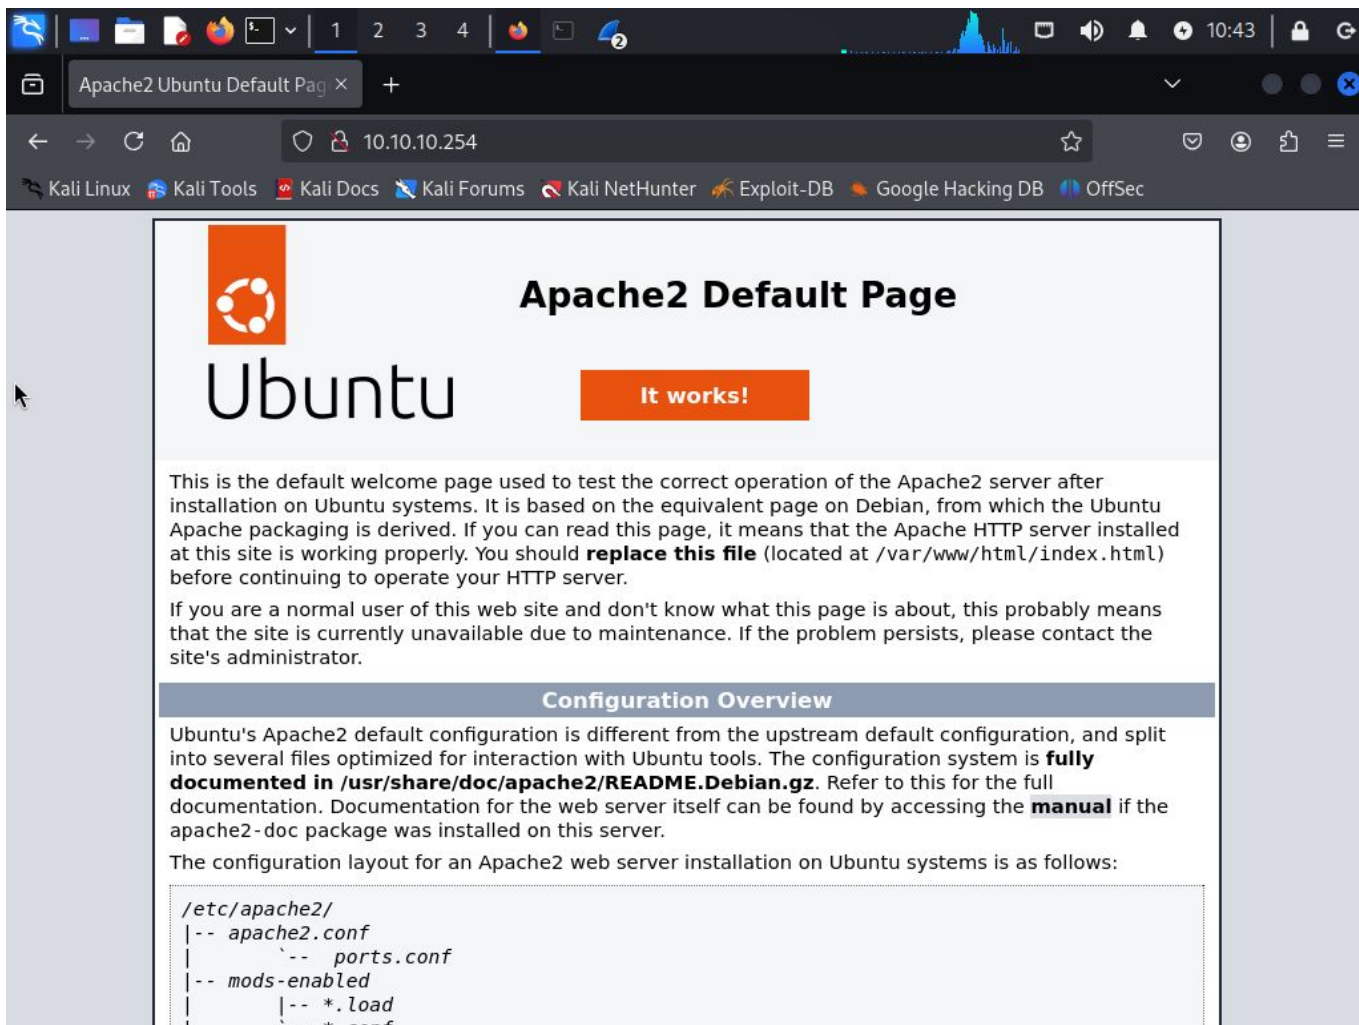 1 2 3 4 2 10:43
Apache2 Ubuntu Default Pag
10.10.10.254
Kali Linux Kali Tools Kali Docs Kali Forums Kali NetHunter Exploit-DB Google Hacking DB OffSec
Apache2 Default Page
Ubuntu
It works!
This is the default welcome page used to test the correct operation of the Apache2 server after
installation on Ubuntu systems. It is based on the equivalent page on Debian, from which the Ubuntu
Apache packaging is derived. If you can read this page, it means that the Apache HTTP server installed
at this site is working properly. You should replace this file (located at /var/www/html/index.html)
before continuing to operate your HTTP server.
If you are a normal user of this web site and don't know what this page is about, this probably means
that the site is currently unavailable due to maintenance. If the problem persists, please contact the
site's administrator.
Configuration Overview
Ubuntu's Apache2 default configuration is different from the upstream default configuration, and split
into several files optimized for interaction with Ubuntu tools. The configuration system is fully
documented in /usr/share/doc/apache2/README.Debian.gz. Refer to this for the full
documentation. Documentation for the web server itself can be found by accessing the manual if the
apache2-doc package was installed on this server.
The configuration layout for an Apache2 web server installation on Ubuntu systems is as follows:
/etc/apache2/
|-- apache2.conf
|       `--  ports.conf
|-- mods-enabled
|       |-- *.load